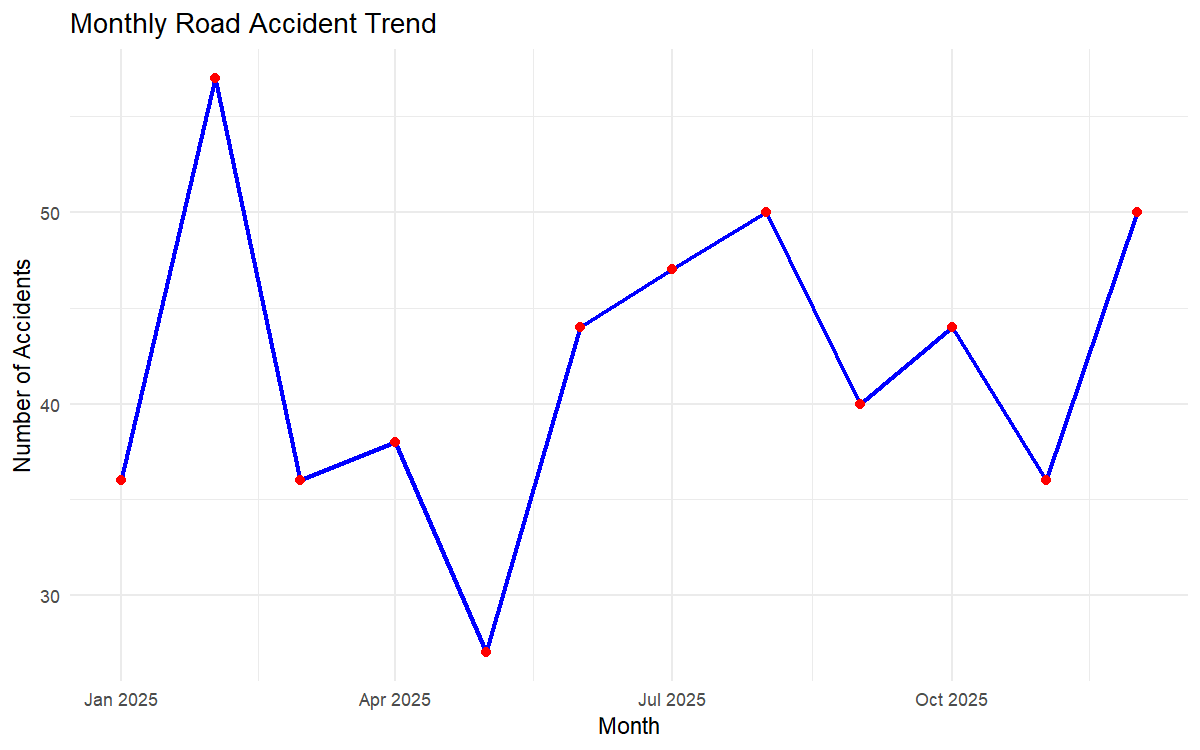 Monthly Road Accident Trend
Number of Accidents
50
40
30
Jan 2025 Apr 2025 Jul 2025 Oct 2025
Month